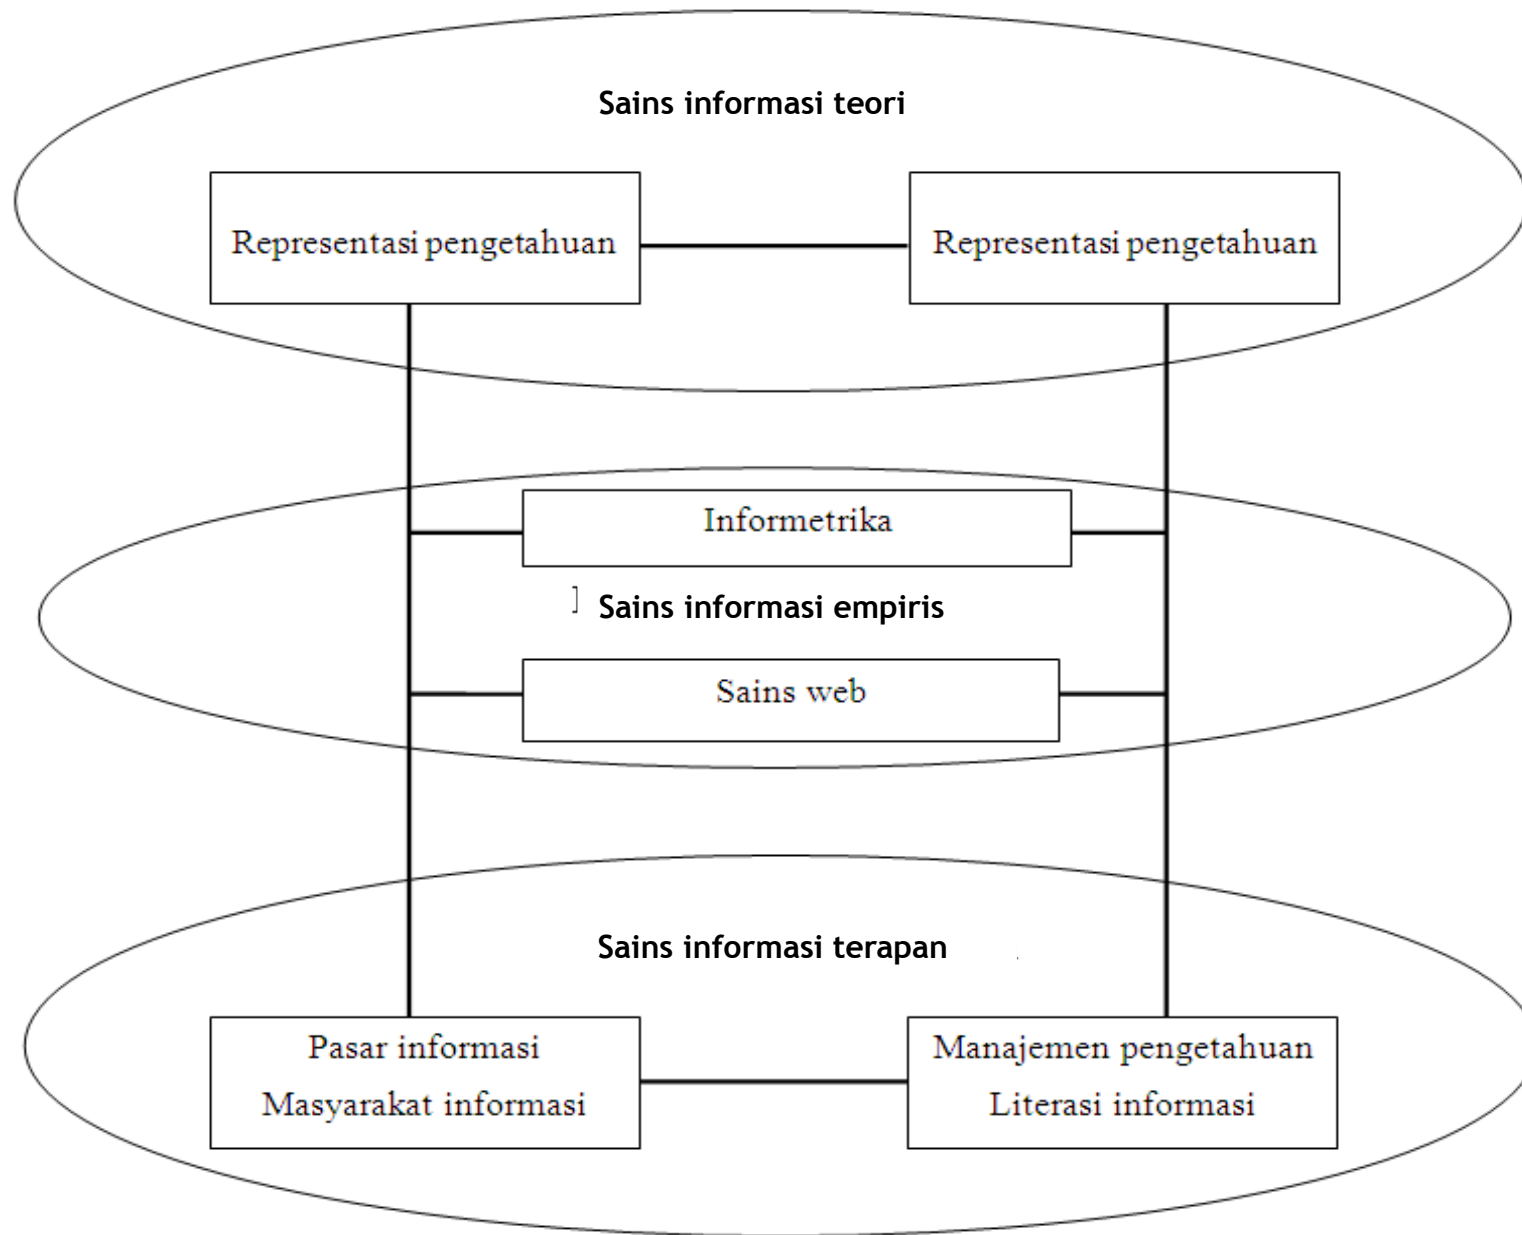 Sains informasi teori
Representasi pengetahuan
Representasi pengetahuan
Informetrika
Sains informasi empiris
Sains web
Sains informasi terapan
Pasar informasi
Masyarakat informasi
Manajemen pengetahuan
Literasi informasi